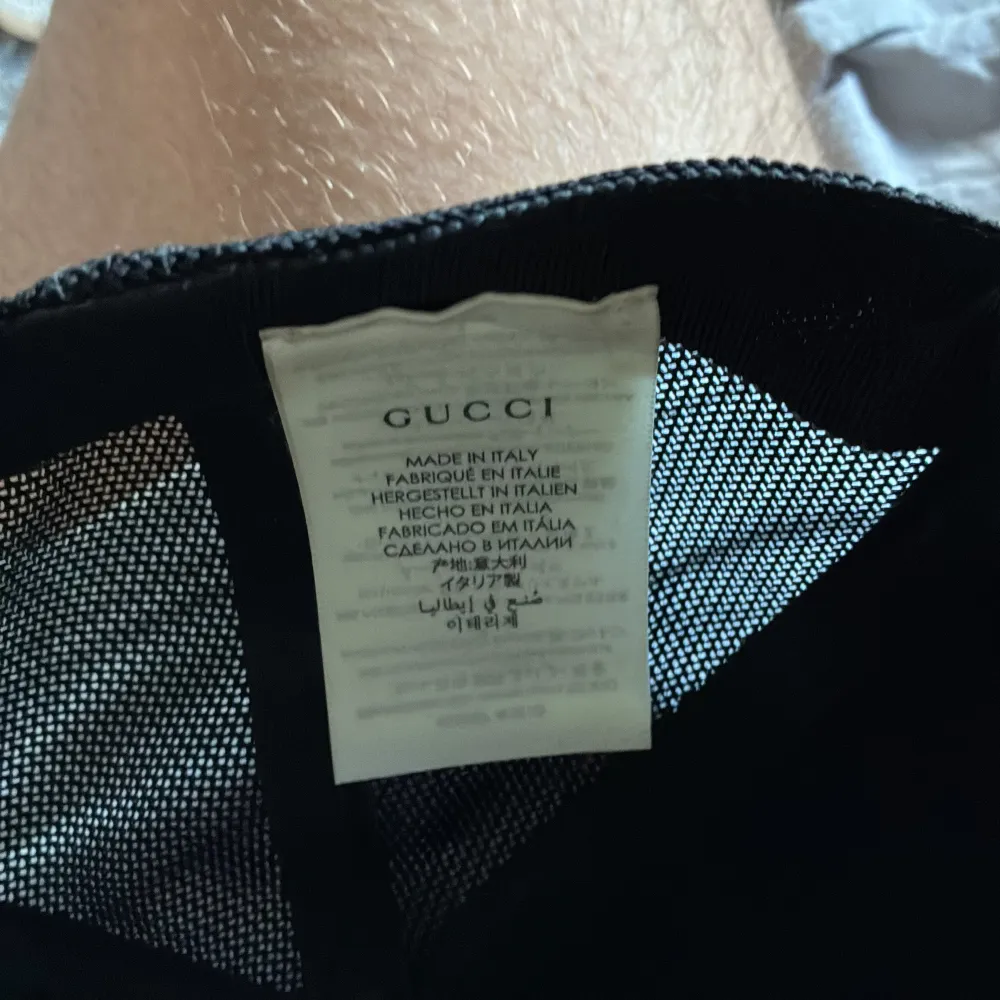 GUCCI
MADE IN ITALY
FABRIQUÉ EN ITALIE
HERGESTELLT IN ITALIEN
HECHO EN ITALIA
FABRICADO EM ITÁLIA
СДЕЛАНО В ИТАЛИИ
产地:意大利
イタリア製
صُنع في إيطاليا
이태리제